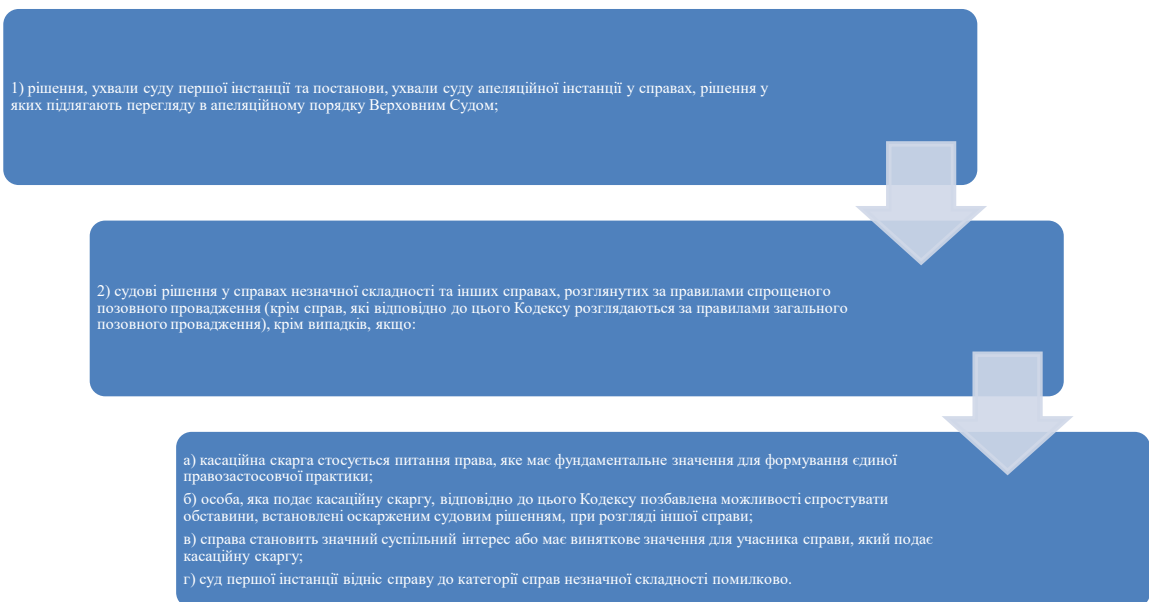 1) рішення, ухвали суду першої інстанції та постанови, ухвали суду апеляційної інстанції у справах, рішення у
яких підлягають перегляду в апеляційному порядку Верховним Судом;
2) судові рішення у справах незначної складності та інших справах, розглянутих за правилами спрощеного
позовного провадження (крім справ, які відповідно до цього Кодексу розглядаються за правилами загального
позовного провадження), крім випадків, якщо:
а) касаційна скарга стосується питання права, яке має фундаментальне значення для формування єдиної
правозастосовчої практики;
б) особа, яка подає касаційну скаргу, відповідно до цього Кодексу позбавлена можливості спростувати
обставини, встановлені оскарженим судовим рішенням, при розгляді іншої справи;
в) справа становить значний суспільний інтерес або має виняткове значення для учасника справи, який подає
касаційну скаргу;
г) суд першої інстанції відніс справу до категорії справ незначної складності помилково.